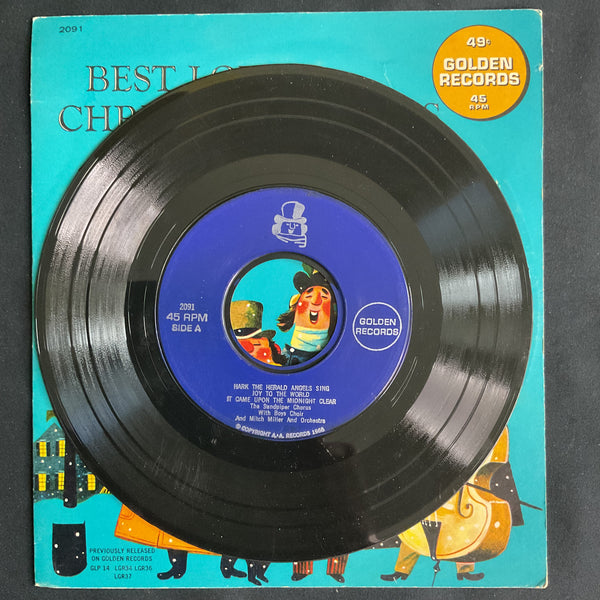 2091
BEST
CHR
49¢
GOLDEN
RECORDS
45
RPM
2091
45 RPM
SIDE A
GOLDEN
RECORDS
HARK THE HERALD ANGELS SING
JOY TO THE WORLD
IT CAME UPON THE MIDNIGHT CLEAR
The Sandpiper Chorus
With Boys Choir
And Mitch Miller And Orchestra
© COPYRIGHT A.A. RECORDS
PREVIOUSLY RELEASED
ON GOLDEN RECORDS
GLP 14 LGR34 LGR36
LGR37